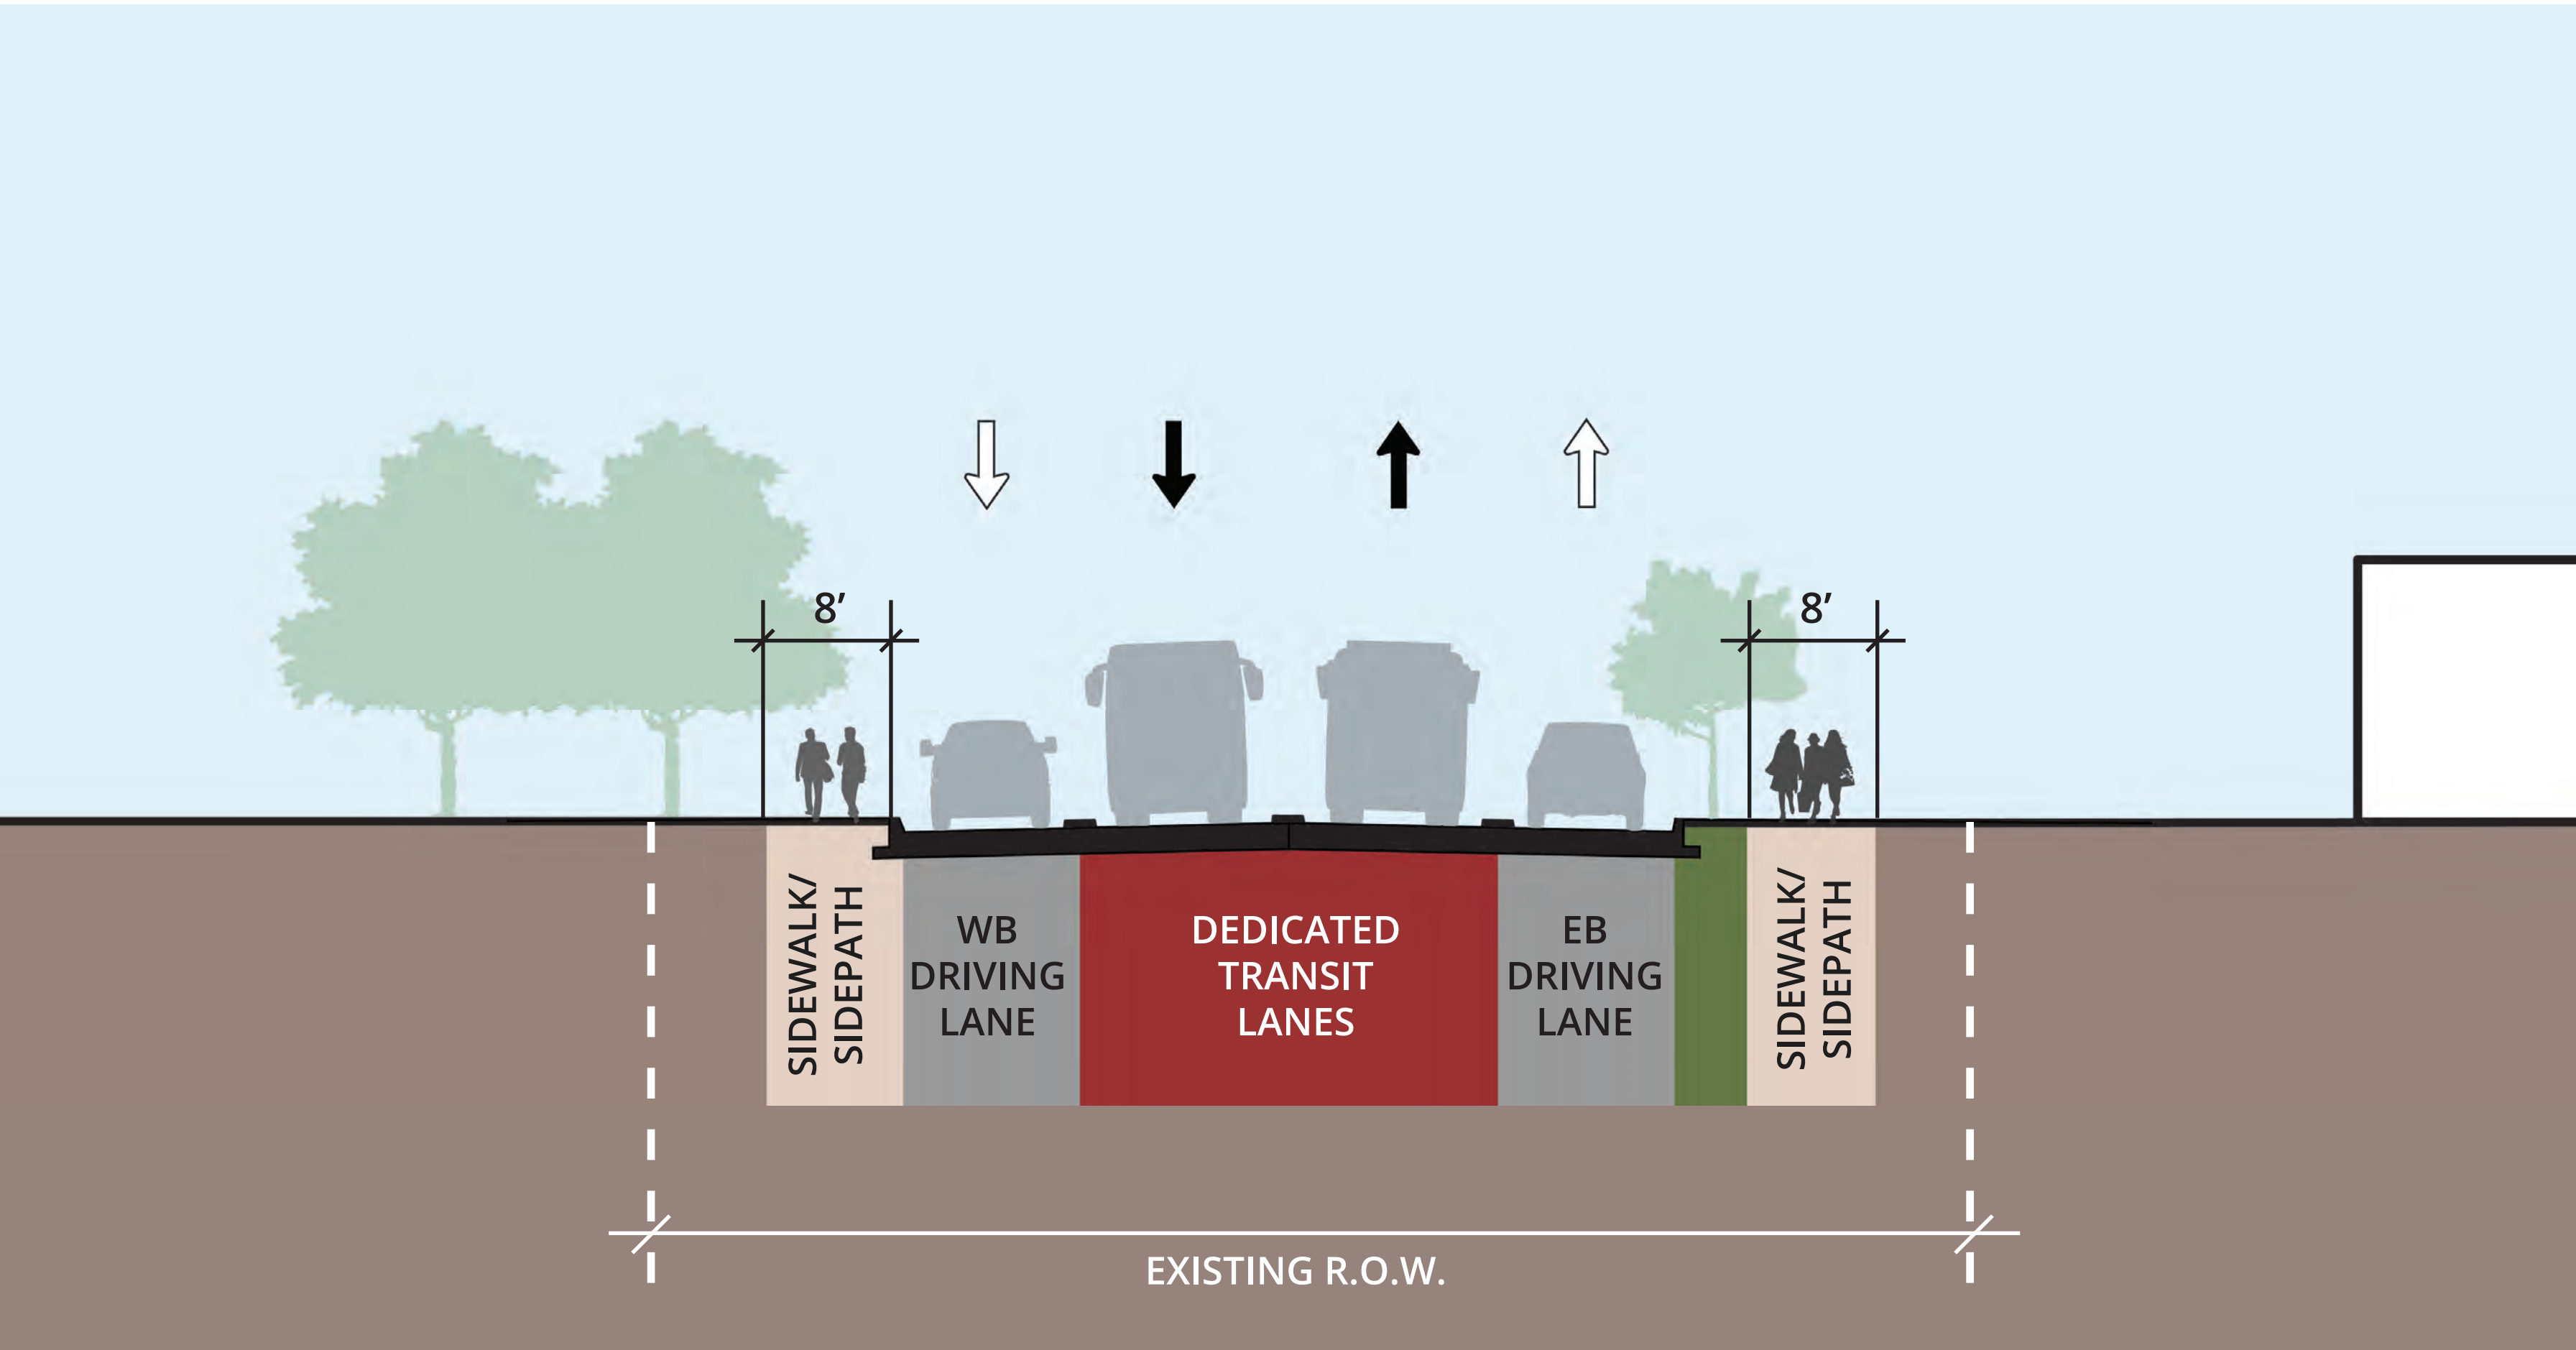 8’
8’
SIDEWALK/
SIDEPATH
WB
DRIVING
LANE
DEDICATED
TRANSIT
LANES
EB
DRIVING
LANE
SIDEWALK/
SIDEPATH
EXISTING R.O.W.